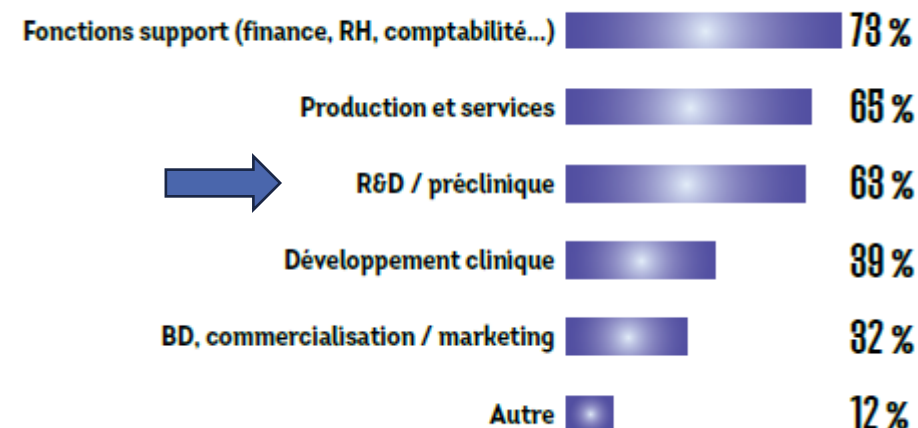 Fonctions support (finance, RH, comptabilité...) 73 %
Production et services 65 %
R&D / préclinique 63 %
Développement clinique 39 %
BD, commercialisation / marketing 32 %
Autre 12 %